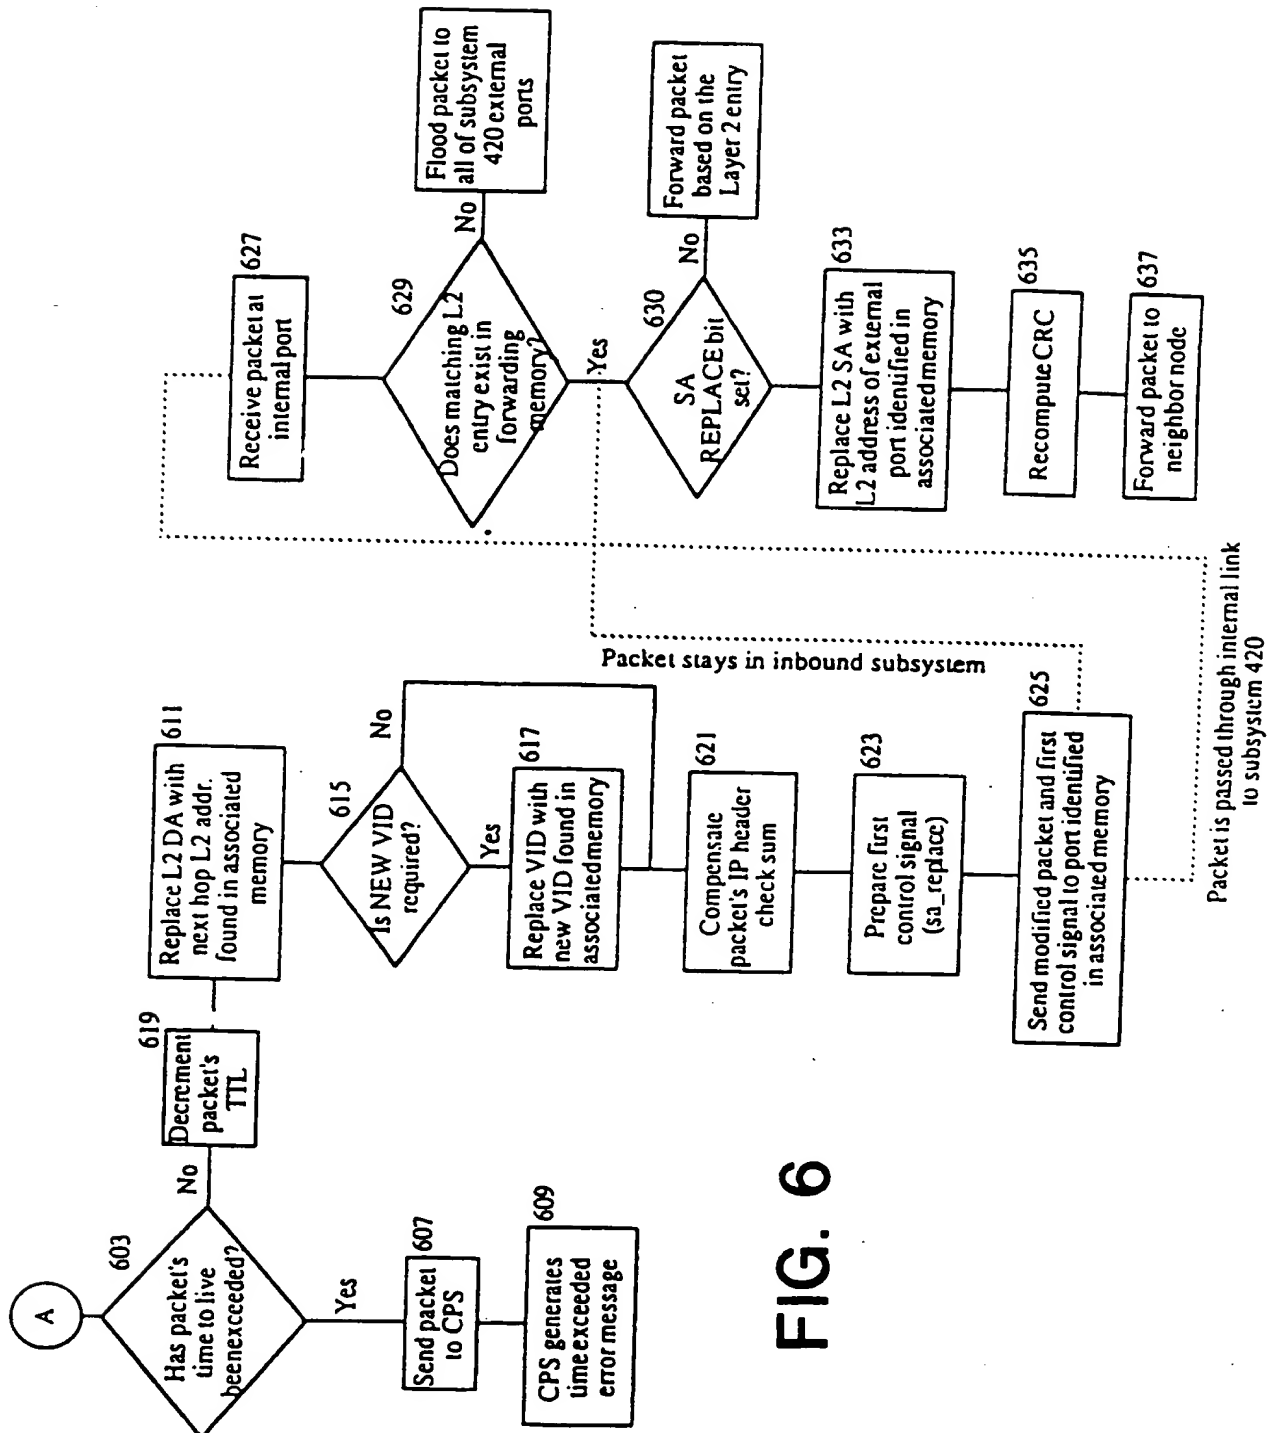 A
603
Has packet's
time to live
been exceeded?
Yes
607
Send packet
to CPS
609
CPS generates
time exceeded
error message
No
619
Decrement
packet's
TTL
611
Replace L2 DA with
next hop L2 addr.
found in associated
memory
615
Is NEW VID
required?
No
Yes
617
Replace VID with
new VID found in
associated memory
621
Compensate
packet's IP header
check sum
623
Prepare first
control signal
(sa_replace)
625
Send modified packet and first
control signal to port identified
in associated memory
Packet stays in inbound subsystem
Packet is passed through internal link
to subsystem 420
627
Receive packet at
internal port
629
Does matching L2
entry exist in
forwarding
memory?
No
Flood packet to
all of subsystem
420 external
ports
Yes
630
SA
REPLACE bit
set?
No
Forward packet
based on the
Layer 2 entry
633
Replace L2 SA with
L2 address of external
port identified in
associated memory
635
Recompute CRC
637
Forward packet to
neighbor node
FIG. 6